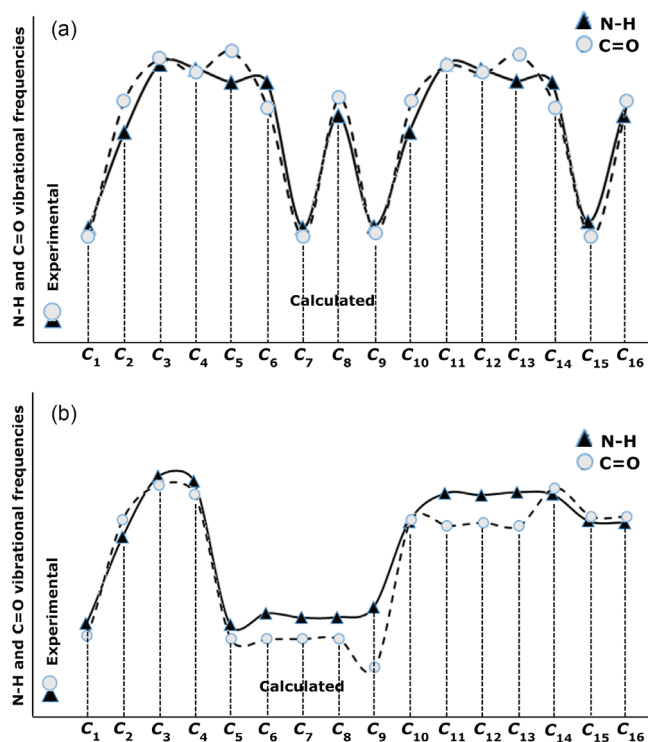 (a)
N–H
C=O
N–H and C=O vibrational frequencies
Experimental
Calculated
C1 C2 C3 C4 C5 C6 C7 C8 C9 C10 C11 C12 C13 C14 C15 C16
(b)
N–H
C=O
N–H and C=O vibrational frequencies
Experimental
Calculated
C1 C2 C3 C4 C5 C6 C7 C8 C9 C10 C11 C12 C13 C14 C15 C16